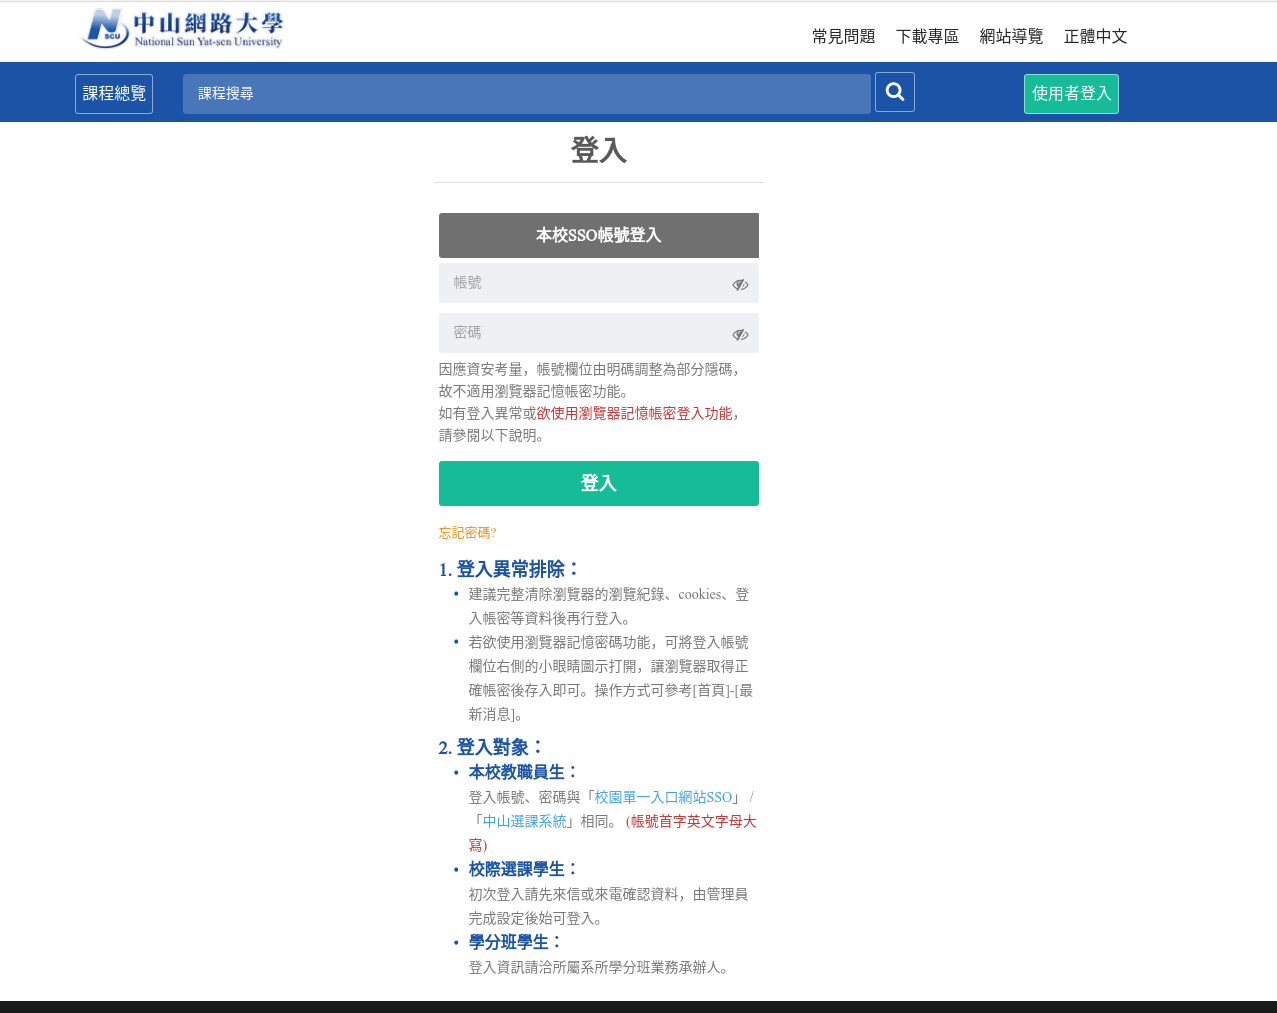 中山網路大學
SCU
National Sun Yat-sen University
常見問題 下載專區 網站導覽 正體中文
課程總覽 課程搜尋 使用者登入
登入
本校SSO帳號登入
帳號
密碼
因應資安考量，帳號欄位由明碼調整為部分隱碼，
故不適用瀏覽器記憶帳密功能。
如有登入異常或欲使用瀏覽器記憶帳密登入功能，
請參閱以下說明。
登入
忘記密碼?
1. 登入異常排除：
• 建議完整清除瀏覽器的瀏覽紀錄、cookies、登
入帳密等資料後再行登入。
• 若欲使用瀏覽器記憶密碼功能，可將登入帳號
欄位右側的小眼睛圖示打開，讓瀏覽器取得正
確帳密後存入即可。操作方式可參考[首頁]-[最
新消息]。
2. 登入對象：
• 本校教職員生：
登入帳號、密碼與「校園單一入口網站SSO」 /
「中山選課系統」相同。 (帳號首字英文字母大
寫)
• 校際選課學生：
初次登入請先來信或來電確認資料，由管理員
完成設定後始可登入。
• 學分班學生：
登入資訊請洽所屬系所學分班業務承辦人。